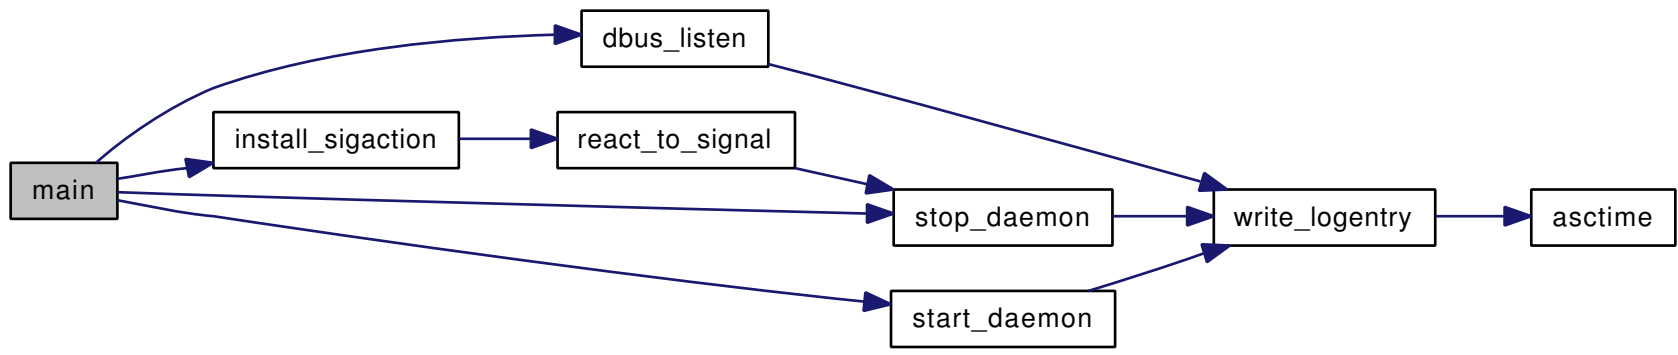 dbus_listen
install_sigaction
react_to_signal
main
stop_daemon
write_logentry
asctime
start_daemon